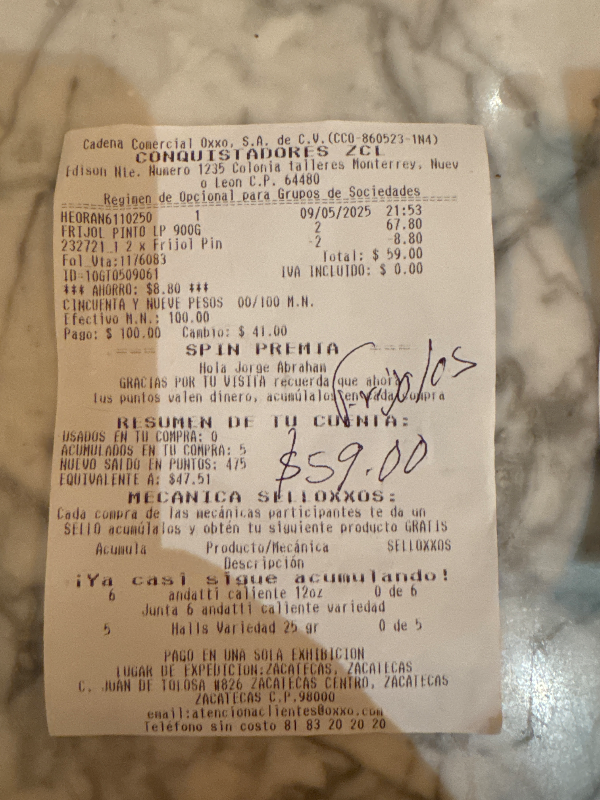 Cadena Comercial Oxxo, S.A. de C.V.(CCO-860523-1N4)
CONQUISTADORES ZCL
Edison Nte. Numero 1235 Colonia talleres Monterrey, Nuev
o Leon C.P. 64480
Regimen de Opcional para Grupos de Sociedades
HEORAN6110250 1 09/05/2025 21:53
FRIJOL PINTO LP 900G 2 67.80
232721 1 2 x Frijol Pin -2 -8.80
Fol_Vta:1176083 Total: $ 59.00
ID=10GT0509061 IVA INCLUIDO: $ 0.00
*** AHORRO: $8.80 ***
CINCUENTA Y NUEVE PESOS 00/100 M.N.
Efectivo M.N.: 100.00
Pago: $ 100.00 Cambio: $ 41.00
=== SPIN PREMIA ===
Hola Jorge Abrahan
GRACIAS POR TU VISITA recuerda que ahora
tus puntos valen dinero, acumúlalos en cada compra
Frijolos
RESUMEN DE TU CUENTA:
USADOS EN TU COMPRA: 0
ACUMULADOS EN TU COMPRA: 5
NUEVO SALDO EN PUNTOS: 475
EQUIVALENTE A: $47.51
$59.00
MECANICA SELLOXXOS:
Cada compra de las mecánicas participantes te da un
SELLO acumúlalos y obtén tu siguiente producto GRATIS
Acumula Producto/Mecánica SELLOXXOS
Descripción
¡Ya casi sigue acumulando!
6 andatti caliente 12oz 0 de 6
Junta 6 andatti caliente variedad
5 Halls Variedad 25 gr 0 de 5
PAGO EN UNA SOLA EXHIBICION
LUGAR DE EXPEDICION:ZACATECAS, ZACATECAS
C. JUAN DE TOLOSA #826 ZACATECAS CENTRO, ZACATECAS
ZACATECAS C.P.98000
email:atencionaclientes@oxxo.com
Teléfono sin costo 81 83 20 20 20